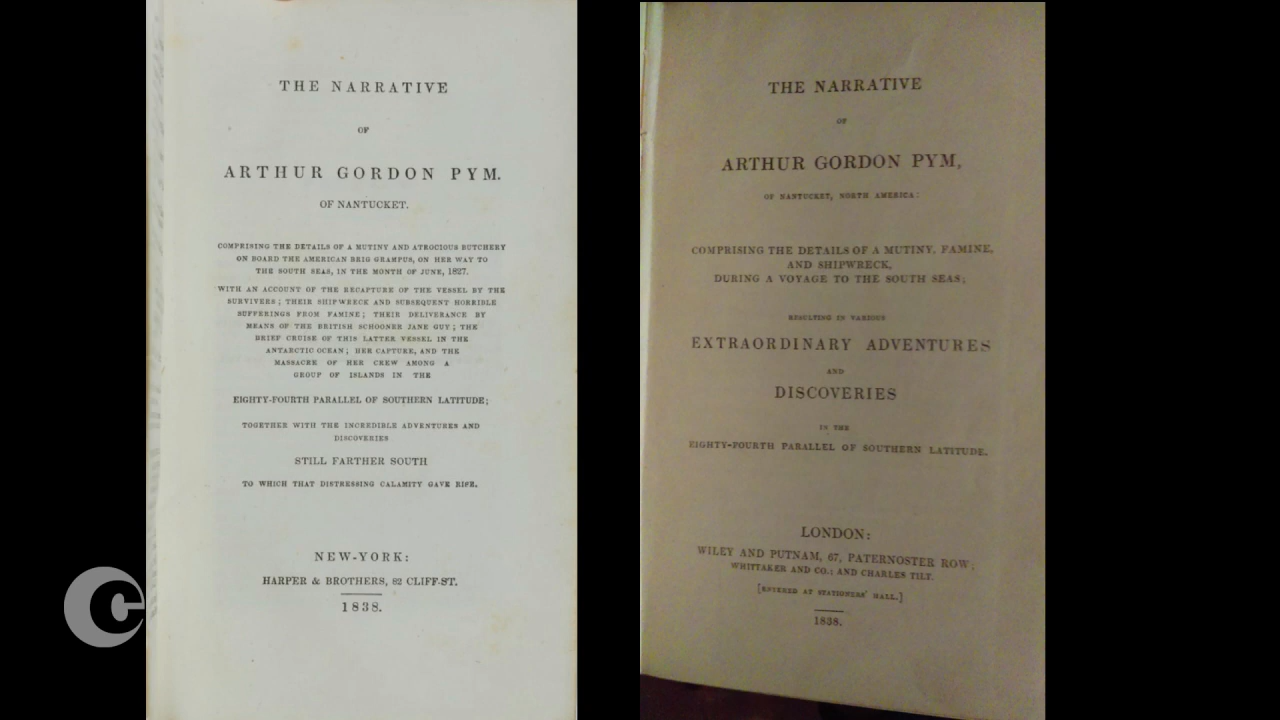 THE NARRATIVE
OF
ARTHUR GORDON PYM.
OF NANTUCKET.
COMPRISING THE DETAILS OF A MUTINY AND ATROCIOUS BUTCHERY
ON BOARD THE AMERICAN BRIG GRAMPUS, ON HER WAY TO
THE SOUTH SEAS, IN THE MONTH OF JUNE, 1827.
WITH AN ACCOUNT OF THE RECAPTURE OF THE VESSEL BY THE
SURVIVERS; THEIR SHIPWRECK AND SUBSEQUENT HORRIBLE
SUFFERINGS FROM FAMINE; THEIR DELIVERANCE BY
MEANS OF THE BRITISH SCHOONER JANE GUY; THE
BRIEF CRUISE OF THIS LATTER VESSEL IN THE
ANTARCTIC OCEAN; HER CAPTURE, AND THE
MASSACRE OF HER CREW AMONG A
GROUP OF ISLANDS IN THE
EIGHTY-FOURTH PARALLEL OF SOUTHERN LATITUDE;
TOGETHER WITH THE INCREDIBLE ADVENTURES AND
DISCOVERIES
STILL FARTHER SOUTH
TO WHICH THAT DISTRESSING CALAMITY GAVE RISE.
NEW-YORK:
HARPER & BROTHERS, 82 CLIFF-ST.
1838.
THE NARRATIVE
OF
ARTHUR GORDON PYM,
OF NANTUCKET, NORTH AMERICA:
COMPRISING THE DETAILS OF A MUTINY, FAMINE,
AND SHIPWRECK,
DURING A VOYAGE TO THE SOUTH SEAS;
RESULTING IN VARIOUS
EXTRAORDINARY ADVENTURES
AND
DISCOVERIES
IN THE
EIGHTY-FOURTH PARALLEL OF SOUTHERN LATITUDE.
LONDON:
WILEY AND PUTNAM, 67, PATERNOSTER ROW;
WHITTAKER AND CO.; AND CHARLES TILT.
[ENTERED AT STATIONERS' HALL.]
1838.